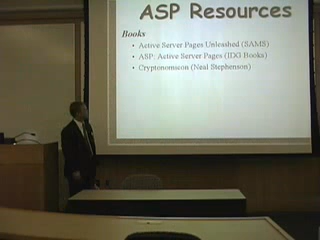 ASP Resources
Books
• Active Server Pages Unleashed (SAMS)
• ASP: Active Server Pages (IDG Books)
• Cryptonomicon (Neal Stephenson)